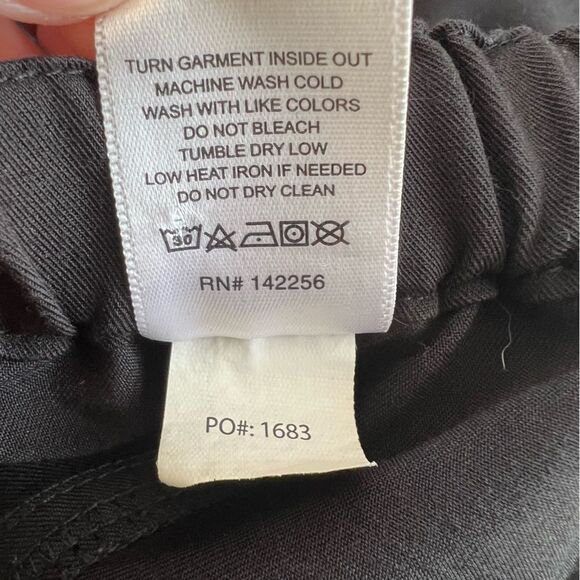 TURN GARMENT INSIDE OUT
MACHINE WASH COLD
WASH WITH LIKE COLORS
DO NOT BLEACH
TUMBLE DRY LOW
LOW HEAT IRON IF NEEDED
DO NOT DRY CLEAN
30
RN# 142256
PO#: 1683